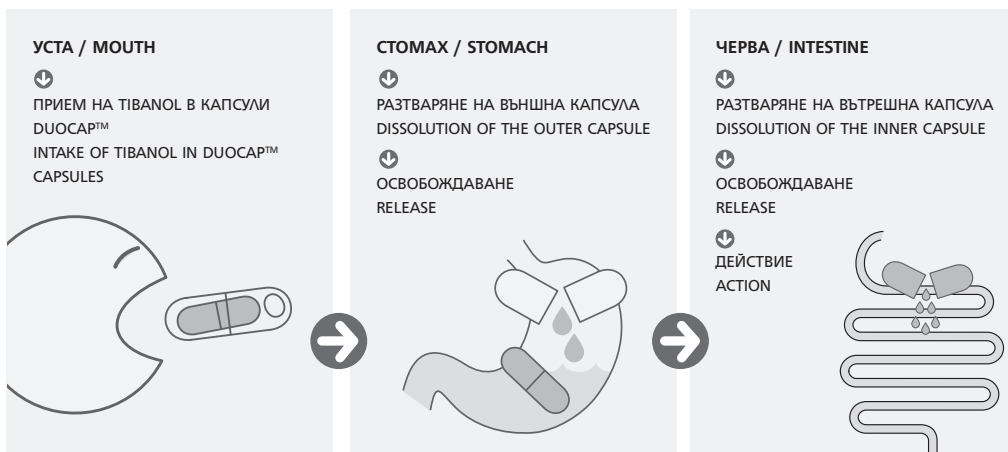 УСТА / MOUTH
ПРИЕМ НА TIBANOL В КАПСУЛИ
DUOCAP™
INTAKE OF TIBANOL IN DUOCAP™
CAPSULES
СТОМАХ / STOMACH
РАЗТВАРЯНЕ НА ВЪНШНА КАПСУЛА
DISSOLUTION OF THE OUTER CAPSULE
ОСВОБОЖДАВАНЕ
RELEASE
ЧЕРВА / INTESTINE
РАЗТВАРЯНЕ НА ВЪТРЕШНА КАПСУЛА
DISSOLUTION OF THE INNER CAPSULE
ОСВОБОЖДАВАНЕ
RELEASE
ДЕЙСТВИЕ
ACTION